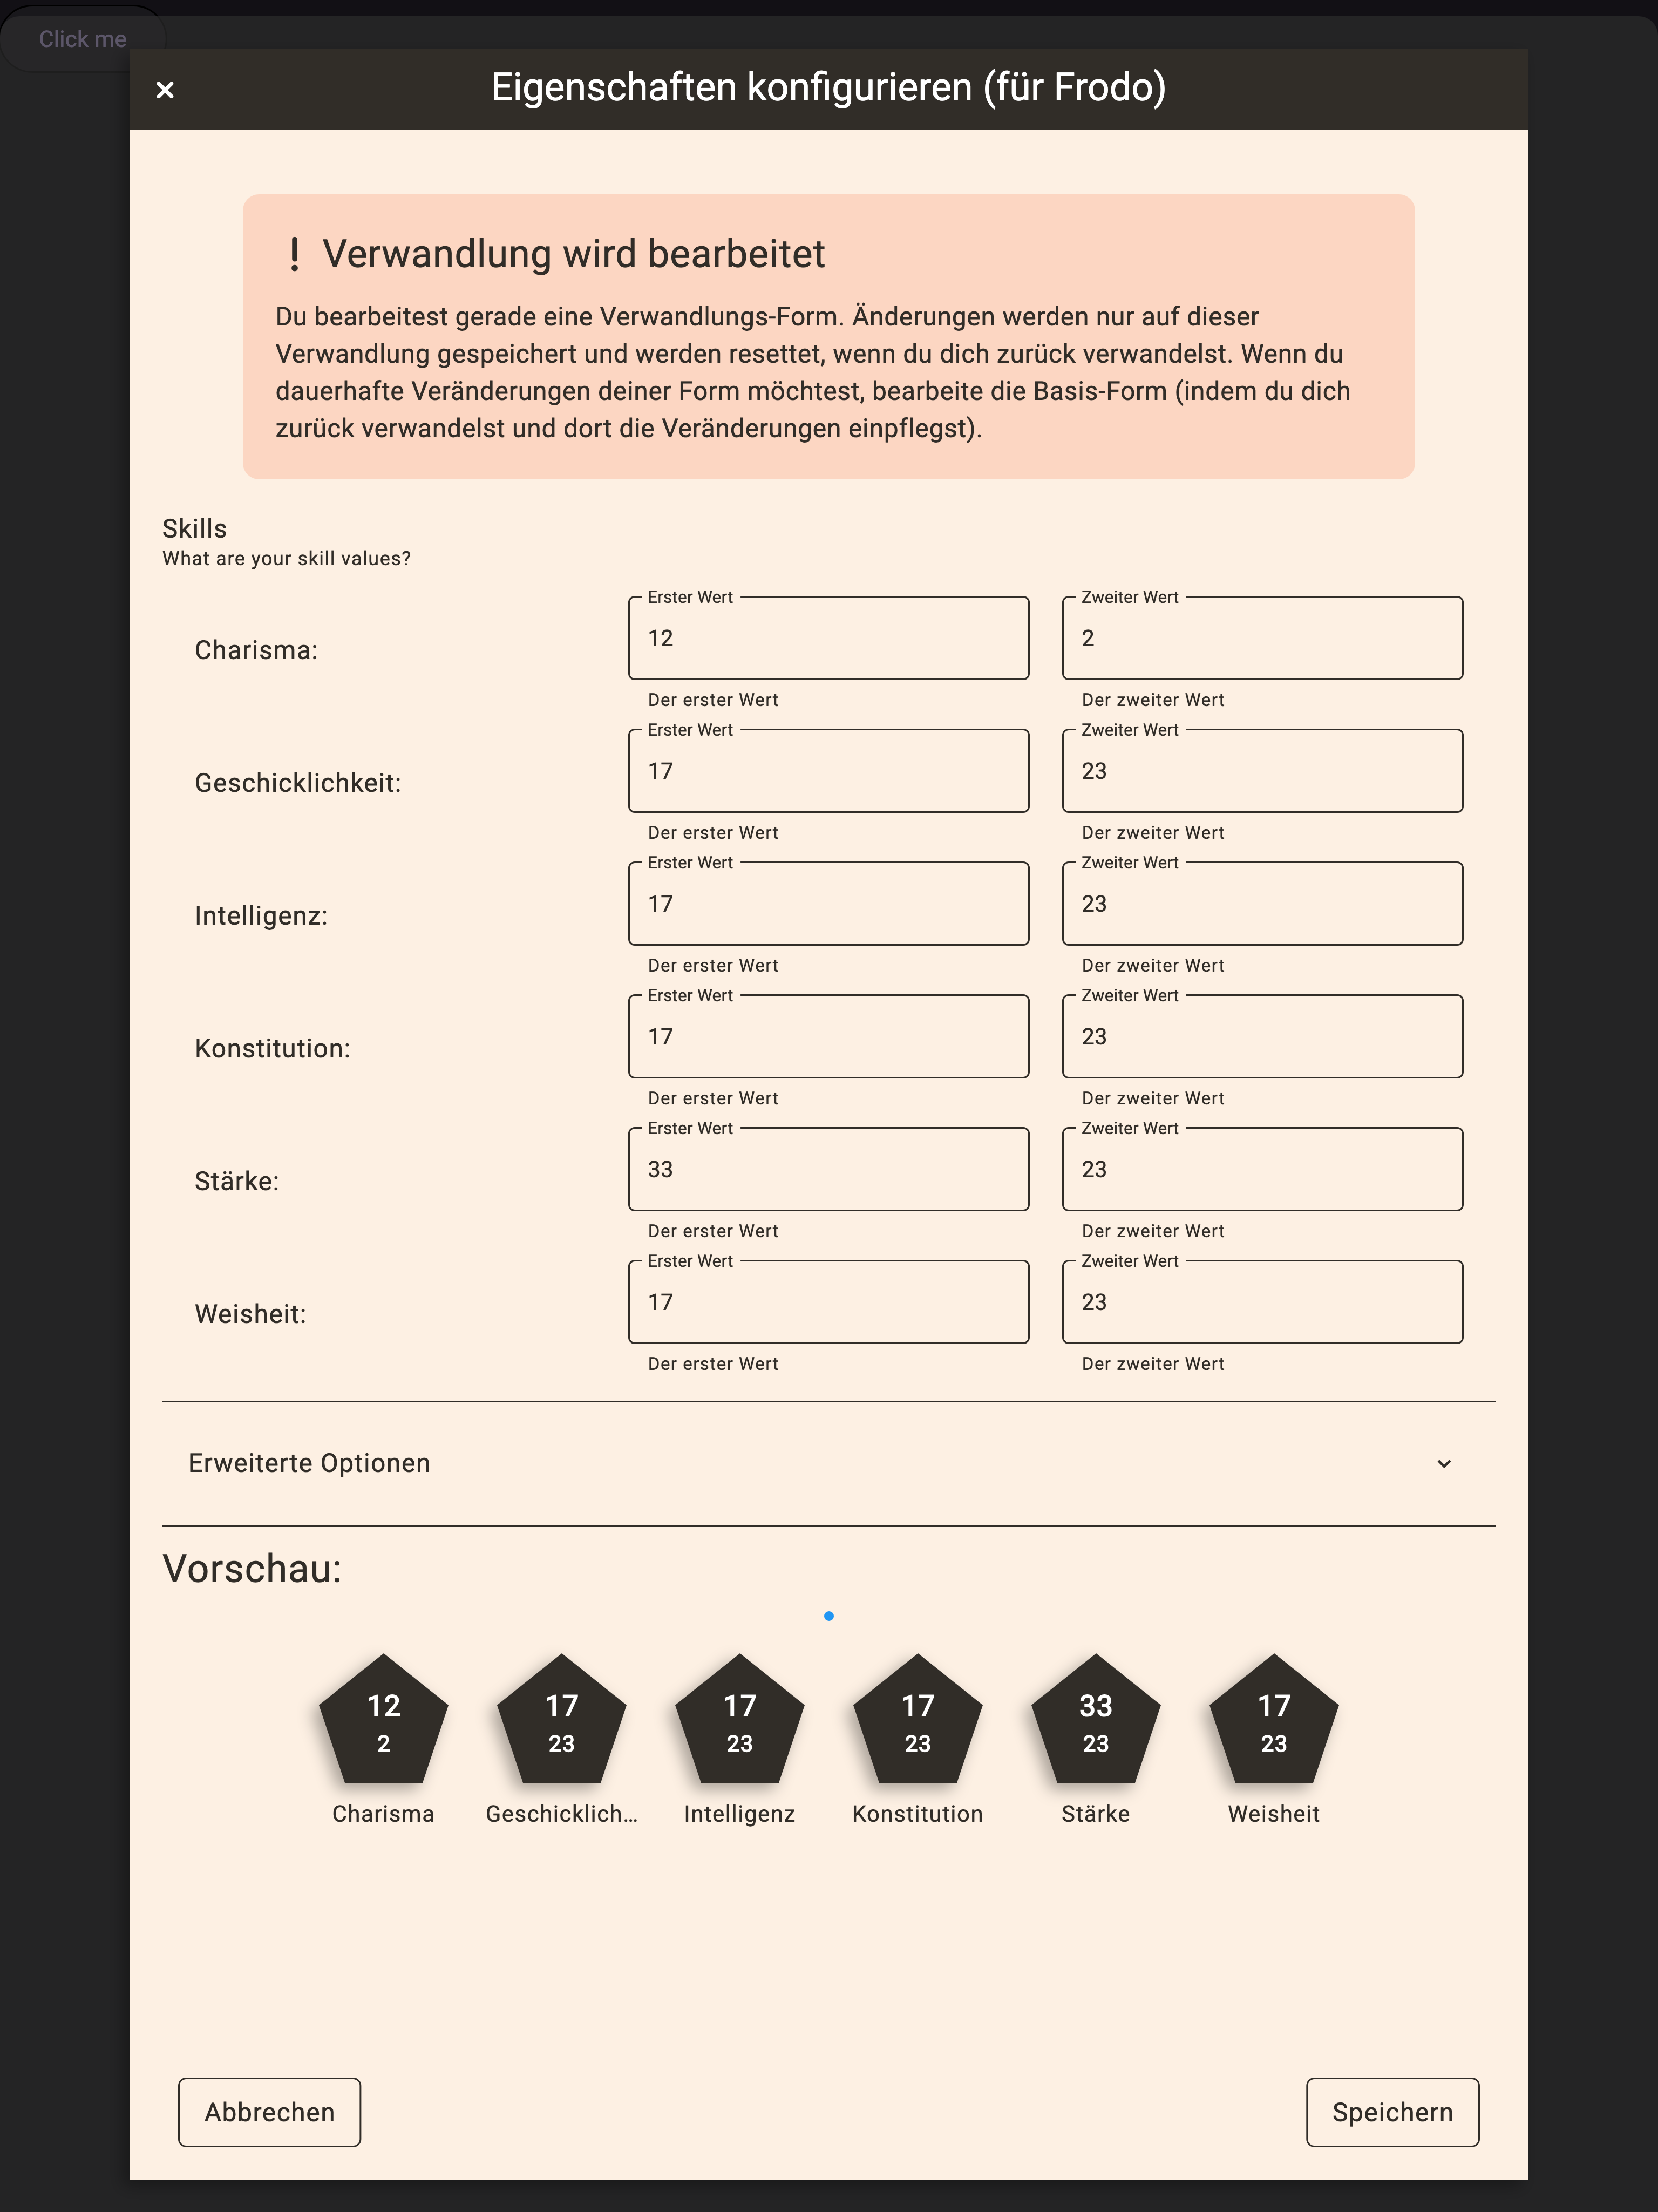 Click me
Eigenschaften konfigurieren (für Frodo)
! Verwandlung wird bearbeitet
Du bearbeitest gerade eine Verwandlungs-Form. Änderungen werden nur auf dieser
Verwandlung gespeichert und werden resettet, wenn du dich zurück verwandelst. Wenn du
dauerhafte Veränderungen deiner Form möchtest, bearbeite die Basis-Form (indem du dich
zurück verwandelst und dort die Veränderungen einpflegst).
Skills
What are your skill values?
Erster Wert Zweiter Wert
Charisma: 12 2
Der erster Wert Der zweiter Wert
Erster Wert Zweiter Wert
Geschicklichkeit: 17 23
Der erster Wert Der zweiter Wert
Erster Wert Zweiter Wert
Intelligenz: 17 23
Der erster Wert Der zweiter Wert
Erster Wert Zweiter Wert
Konstitution: 17 23
Der erster Wert Der zweiter Wert
Erster Wert Zweiter Wert
Stärke: 33 23
Der erster Wert Der zweiter Wert
Erster Wert Zweiter Wert
Weisheit: 17 23
Der erster Wert Der zweiter Wert
Erweiterte Optionen
Vorschau:
12 17 17 17 33 17
2 23 23 23 23 23
Charisma Geschicklich... Intelligenz Konstitution Stärke Weisheit
Abbrechen Speichern